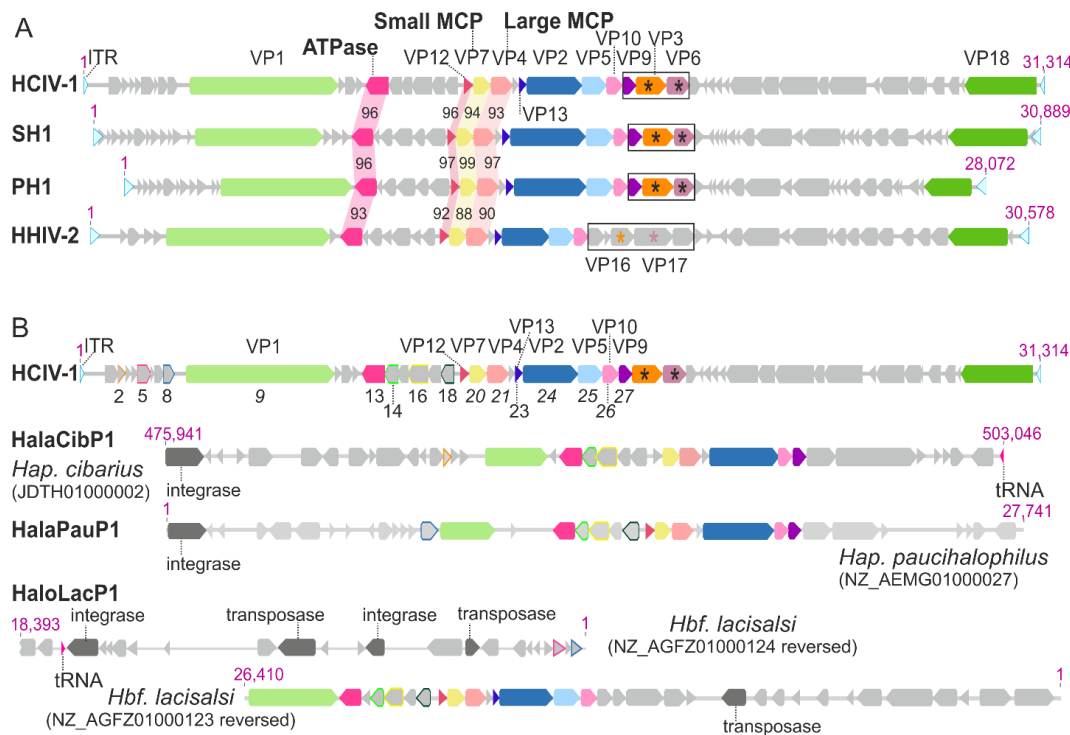 A
Small MCP
Large MCP
ATPase
VP10
VP3
1
ITR
VP1
VP12
VP7
VP4
VP2
VP5
VP9
VP6
VP18
31,314
HCIV-1
* *
VP13
96
96
94
93
1
30,889
SH1
* *
96
97
99
97
1
28,072
PH1
* *
93
92
88
90
1
30,578
HHIV-2
* *
VP16
VP17
B
VP13
VP10
1
ITR
VP1
VP12
VP7
VP4
VP2
VP5
VP9
31,314
HCIV-1
* *
2
5
8
9
13
14
16
18
20
21
23
24
25
26
27
HalaCibP1
475,941
503,046
Hap. cibarius
(JDTH01000002)
integrase
tRNA
HalaPauP1
1
27,741
integrase
Hap. paucihalophilus
(NZ_AEMG01000027)
HaloLacP1
18,393
integrase
transposase
integrase
transposase
1
Hbf. lacisalsi
(NZ_AGFZ01000124 reversed)
tRNA
26,410
1
Hbf. lacisalsi
(NZ_AGFZ01000123 reversed)
transposase